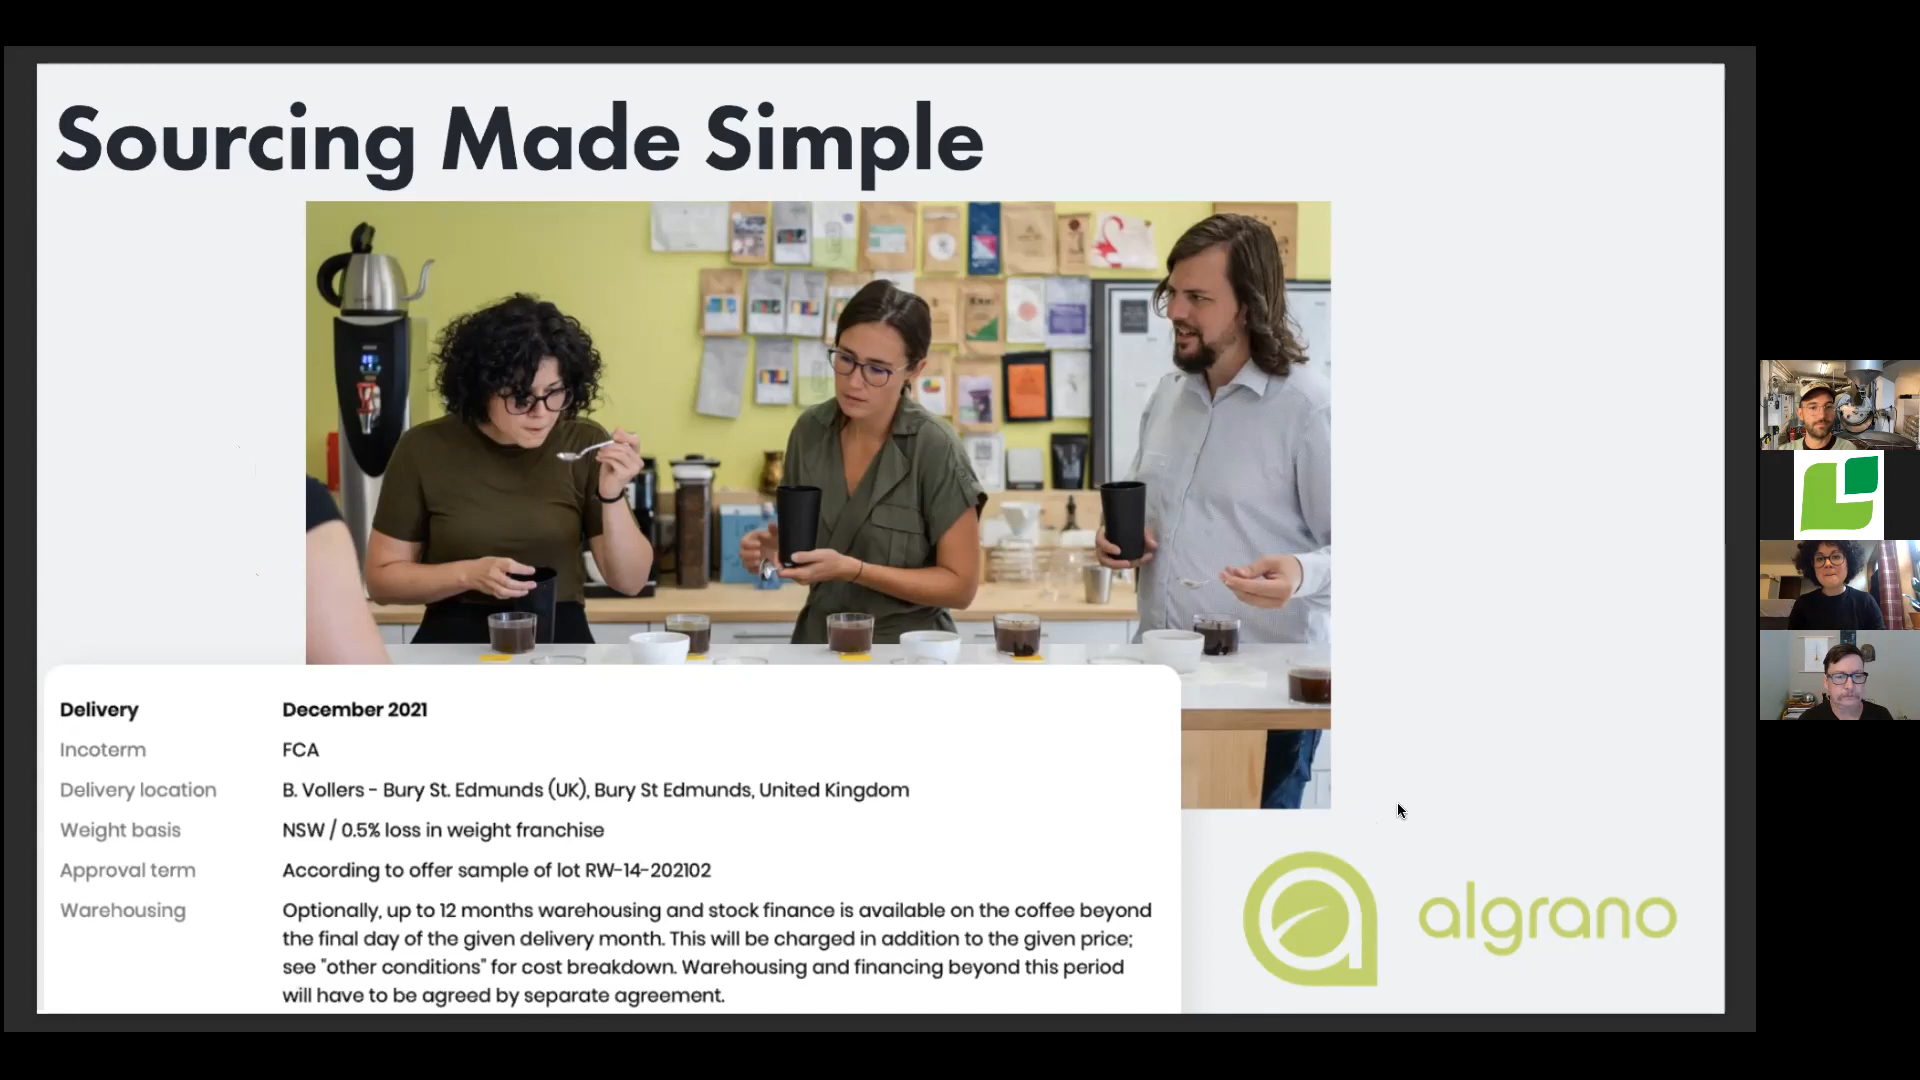 Sourcing Made Simple
Delivery December 2021
Incoterm FCA
Delivery location B. Vollers - Bury St. Edmunds (UK), Bury St Edmunds, United Kingdom
Weight basis NSW / 0.5% loss in weight franchise
Approval term According to offer sample of lot RW-14-202102
Warehousing Optionally, up to 12 months warehousing and stock finance is available on the coffee beyond
the final day of the given delivery month. This will be charged in addition to the given price;
see "other conditions" for cost breakdown. Warehousing and financing beyond this period
will have to be agreed by separate agreement.
algrano